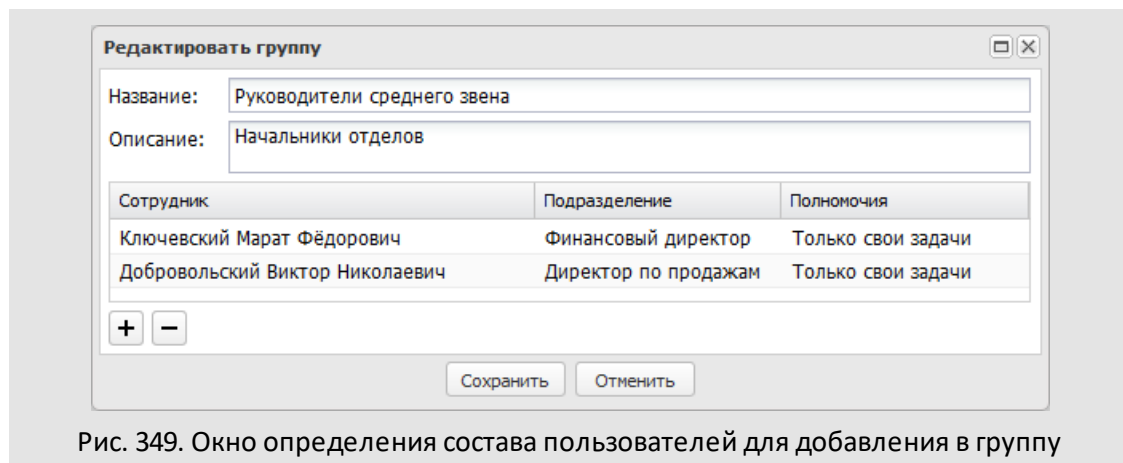 Редактировать группу
Название: Руководители среднего звена
Описание: Начальники отделов
Сотрудник Подразделение Полномочия
Ключевский Марат Фёдорович Финансовый директор Только свои задачи
Добровольский Виктор Николаевич Директор по продажам Только свои задачи
Сохранить Отменить
Рис. 349. Окно определения состава пользователей для добавления в группу